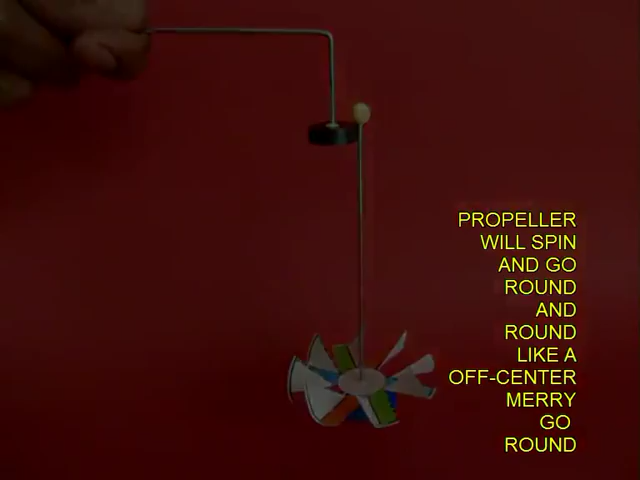 PROPELLER
WILL SPIN
AND GO
ROUND
AND
ROUND
LIKE A
OFF-CENTER
MERRY
GO
ROUND